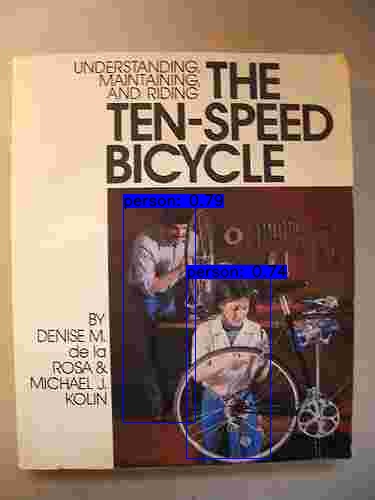 UNDERSTANDING,
MAINTAINING,
AND RIDING
THE
TEN-SPEED
BICYCLE
person: 0.79
person: 0.74
BY
DENISE M.
de la
ROSA &
MICHAEL J.
KOLIN